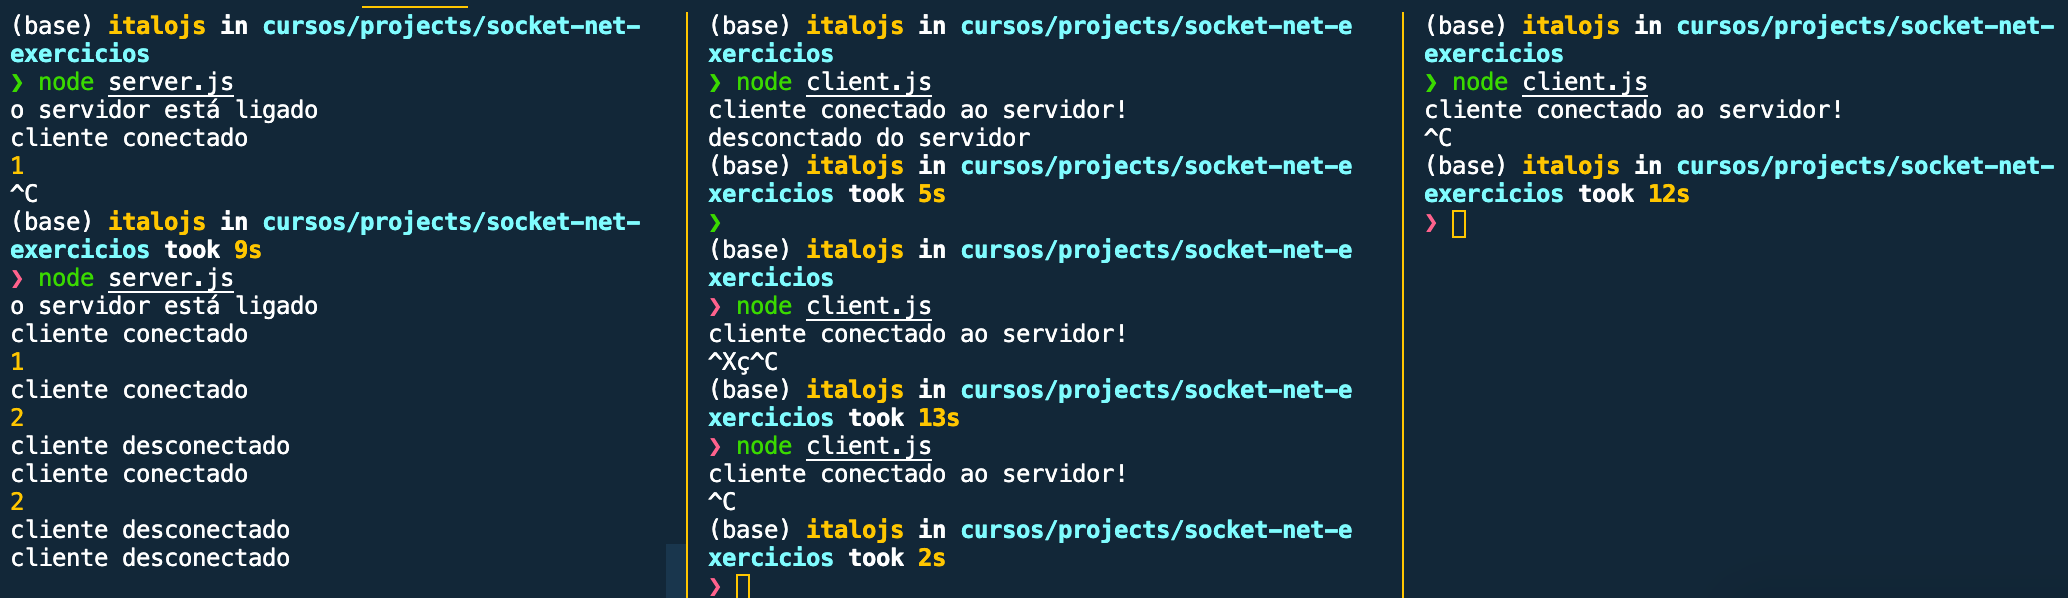 (base) italojs in cursos/projects/socket-net-
exercicios
❯ node server.js
o servidor está ligado
cliente conectado
1
^C
(base) italojs in cursos/projects/socket-net-
exercicios took 9s
❯ node server.js
o servidor está ligado
cliente conectado
1
cliente conectado
2
cliente desconectado
cliente conectado
2
cliente desconectado
cliente desconectado
(base) italojs in cursos/projects/socket-net-e
xercicios
❯ node client.js
cliente conectado ao servidor!
desconctado do servidor
(base) italojs in cursos/projects/socket-net-e
xercicios took 5s
❯
(base) italojs in cursos/projects/socket-net-e
xercicios
❯ node client.js
cliente conectado ao servidor!
^Xç^C
(base) italojs in cursos/projects/socket-net-e
xercicios took 13s
❯ node client.js
cliente conectado ao servidor!
^C
(base) italojs in cursos/projects/socket-net-e
xercicios took 2s
❯
(base) italojs in cursos/projects/socket-net-
exercicios
❯ node client.js
cliente conectado ao servidor!
^C
(base) italojs in cursos/projects/socket-net-
exercicios took 12s
❯